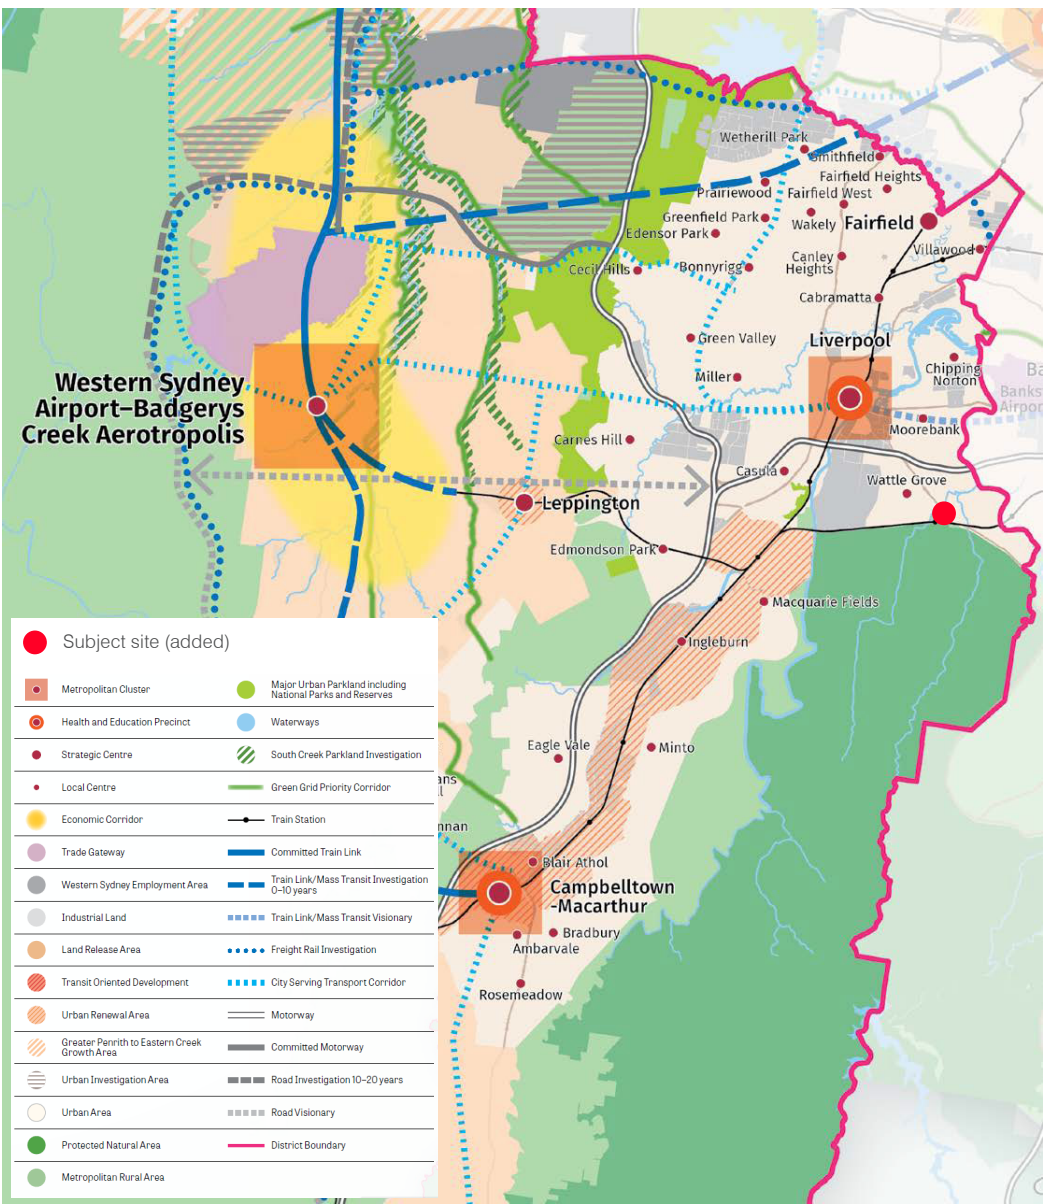 Wetherill Park
Smithfield
Fairfield Heights
Prairiewood
Fairfield West
Greenfield Park
Wakely
Fairfield
Edensor Park
Villawood
Canley
Heights
Cecil Hills
Bonnyrigg
Cabramatta
Green Valley
Liverpool
Miller
Chipping
Norton
Ba
Banksto
Airpor
Western Sydney
Airport–Badgerys
Creek Aerotropolis
Moorebank
Carnes Hill
Casula
Wattle Grove
Leppington
Edmondson Park
Macquarie Fields
Ingleburn
Eagle Vale
Minto
ans
ll
nnan
Blair Athol
Campbelltown
-Macarthur
Bradbury
Ambarvale
Rosemeadow
Subject site (added)
Metropolitan Cluster
Health and Education Precinct
Strategic Centre
Local Centre
Economic Corridor
Trade Gateway
Western Sydney Employment Area
Industrial Land
Land Release Area
Transit Oriented Development
Urban Renewal Area
Greater Penrith to Eastern Creek
Growth Area
Urban Investigation Area
Urban Area
Protected Natural Area
Metropolitan Rural Area
Major Urban Parkland including
National Parks and Reserves
Waterways
South Creek Parkland Investigation
Green Grid Priority Corridor
Train Station
Committed Train Link
Train Link/Mass Transit Investigation
0–10 years
Train Link/Mass Transit Visionary
Freight Rail Investigation
City Serving Transport Corridor
Motorway
Committed Motorway
Road Investigation 10–20 years
Road Visionary
District Boundary